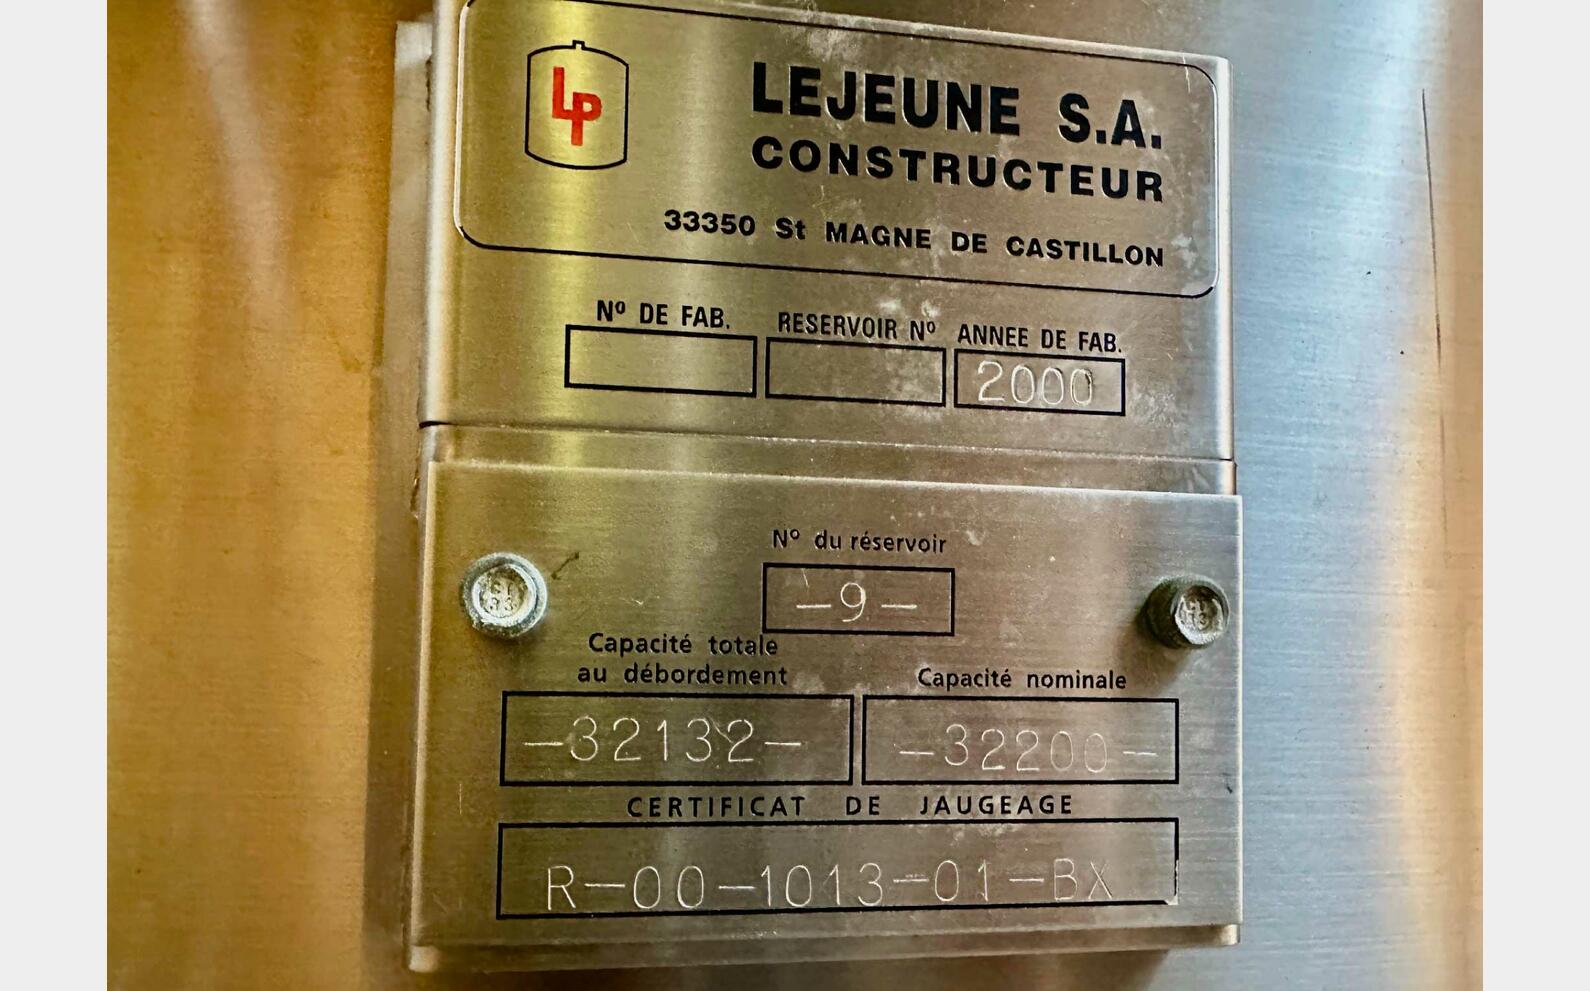 LP
LEJEUNE S.A.
CONSTRUCTEUR
33350 St MAGNE DE CASTILLON
Nº DE FAB. RESERVOIR Nº ANNEE DE FAB.
2000
Nº du réservoir
-9-
Capacité totale
au débordement
Capacité nominale
-32132- -32200-
CERTIFICAT DE JAUGEAGE
R-00-1013-01-BX